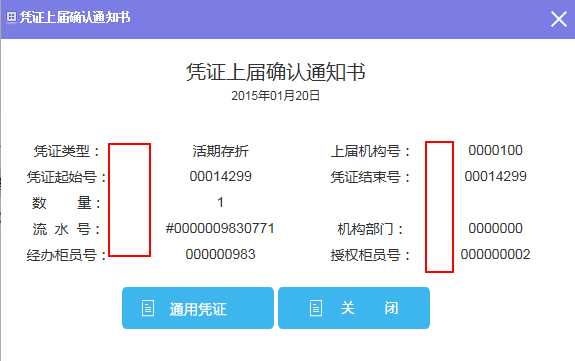 凭证上届确认通知书
凭证上届确认通知书
2015年01月20日
凭证类型： 活期存折 上届机构号： 0000100
凭证起始号： 00014299 凭证结束号： 00014299
数 量： 1
流 水 号： #0000009830771 机构部门： 0000000
经办柜员号： 000000983 授权柜员号： 000000002
通用凭证 关 闭